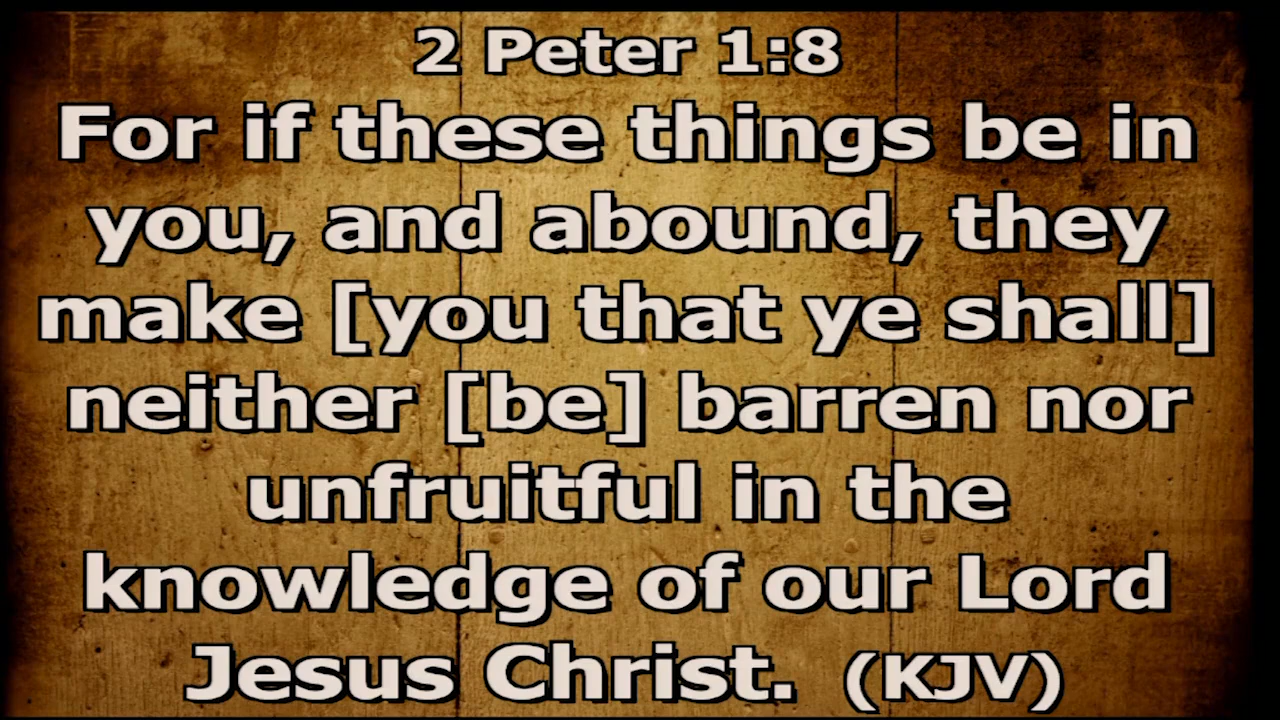 2 Peter 1:8
For if these things be in
you, and abound, they
make [you that ye shall]
neither [be] barren nor
unfruitful in the
knowledge of our Lord
Jesus Christ. (KJV)